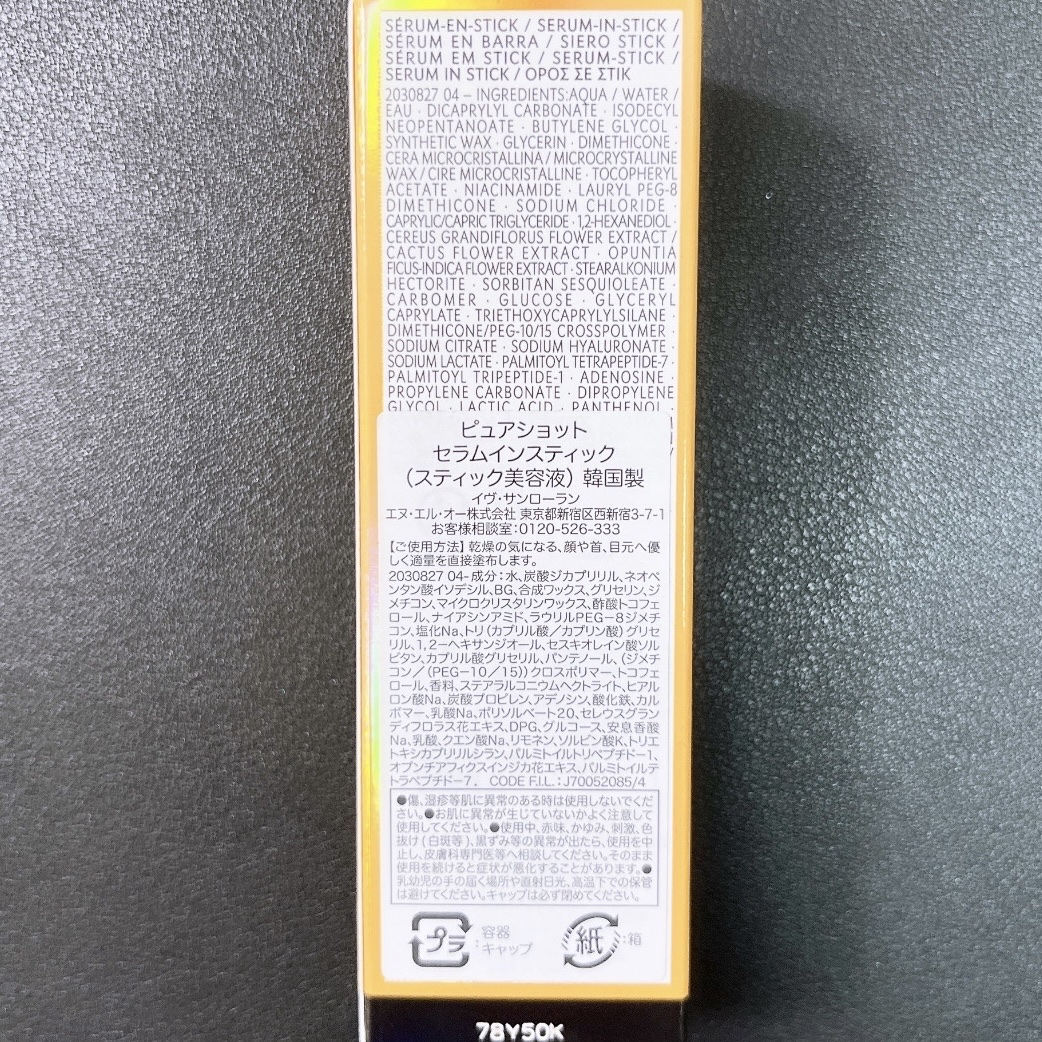 SÉRUM-EN-STICK / SERUM-IN-STICK /
SÉRUM EN BARRA / SIERO STICK /
SÉRUM EM STICK / SERUM-STICK /
SERUM IN STICK / ΟΡΟΣ ΣΕ ΣΤΙΚ
2030827 04 – INGREDIENTS:AQUA / WATER /
EAU · DICAPRYLYL CARBONATE · ISODECYL
NEOPENTANOATE · BUTYLENE GLYCOL ·
SYNTHETIC WAX · GLYCERIN · DIMETHICONE ·
CERA MICROCRISTALLINA / MICROCRYSTALLINE
WAX / CIRE MICROCRISTALLINE · TOCOPHERYL
ACETATE · NIACINAMIDE · LAURYL PEG-8
DIMETHICONE · SODIUM CHLORIDE ·
CAPRYLIC/CAPRIC TRIGLYCERIDE · 1,2-HEXANEDIOL ·
CEREUS GRANDIFLORUS FLOWER EXTRACT /
CACTUS FLOWER EXTRACT · OPUNTIA
FICUS-INDICA FLOWER EXTRACT · STEARALKONIUM
HECTORITE · SORBITAN SESQUIOLEATE ·
CARBOMER · GLUCOSE · GLYCERYL
CAPRYLATE · TRIETHOXYCAPRYLYLSILANE ·
DIMETHICONE/PEG-10/15 CROSSPOLYMER ·
SODIUM CITRATE · SODIUM HYALURONATE ·
SODIUM LACTATE · PALMITOYL TETRAPEPTIDE-7 ·
PALMITOYL TRIPEPTIDE-1 · ADENOSINE ·
PROPYLENE CARBONATE · DIPROPYLENE
GLYCOL · LACTIC ACID · PANTHENOL ·
ピュアショット
セラムインスティック
(スティック美容液) 韓国製
イヴ・サンローラン
エヌ・エル・オー株式会社 東京都新宿区西新宿3-7-1
お客様相談室:0120-526-333
【ご使用方法】乾燥の気になる、顔や首、目元へ優
しく適量を直接塗布します。
2030827 04-成分:水、炭酸ジカプリリル、ネオペ
ンタン酸イソデシル、BG、合成ワックス、グリセリン、ジ
メチコン、マイクロクリスタリンワックス、酢酸トコフェ
ロール、ナイアシンアミド、ラウリルPEG-8ジメチ
コン、塩化Na、トリ(カプリル酸/カプリン酸)グリセ
リル、1,2-ヘキサンジオール、セスキオレイン酸ソル
ビタン、カプリル酸グリセリル、パンテノール、(ジメチ
コン/(PEG-10/15))クロスポリマー、トコフェ
ロール、香料、ステアラルコニウムヘクトライト、ヒアル
ロン酸Na、炭酸プロピレン、アデノシン、酸化鉄、カル
ボマー、乳酸Na、ポリソルベート20、セレウスグラン
ディフロラス花エキス、DPG、グルコース、安息香酸
Na、乳酸、クエン酸Na、リモネン、ソルビン酸K、トリエ
トキシカプリリルシラン、パルミトイルトリペプチド-1、
オプンチアフィクスインジカ花エキス、パルミトイルテ
トラペプチド-7. CODE F.I.L.:J70052085/4
●傷、湿疹等肌に異常のある時は使用しないでくだ
さい。●お肌に異常が生じていないかよく注意して
使用してください。●使用中、赤味、かゆみ、刺激、色
抜け(白斑等)、黒ずみ等の異常が出たら、使用を中
止し、皮膚科専門医等へ相談してください。そのまま
使用を続けると症状が悪化することがあります。●
乳幼児の手の届く場所や直射日光、高温下での保管
は避けてください。キャップは必ず閉めてください。
プラ :容器
:キャップ
紙 :箱
78Y50K